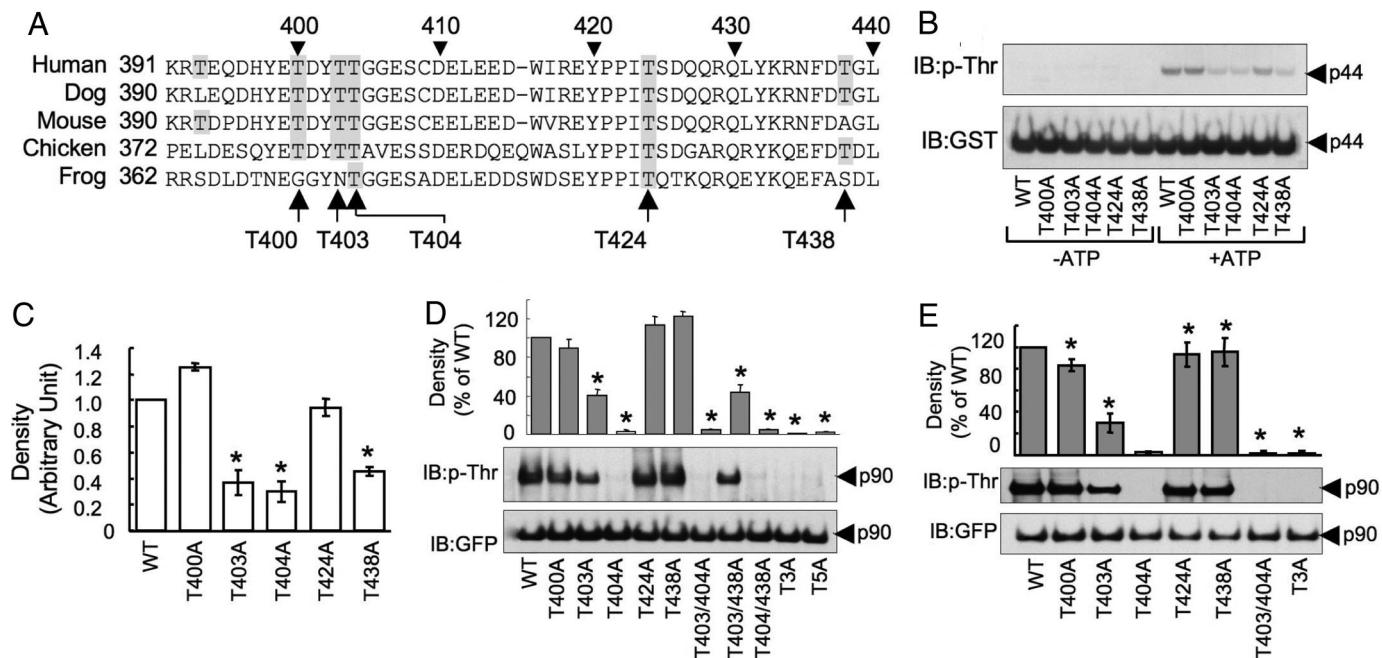 A
400 410 420 430 440
Human 391 KRTEQDHYETDYTTGGESCDELEED-WIREYPPITSDQQRQLYKRNFDTGL
Dog 390 KRLEQDHYETDYTTGGESCDELEED-WIREYPPITSDQQRQLYKRNFDTGL
Mouse 390 KRTDPDHYETDYTTGGESCEELEED-WVREYPPITSDQQRQLYKRNFDAGL
Chicken 372 PELDESQYETDYTTAVESSDERDQEQWASLYPPITSDGARQRYKQEFDTDL
Frog 362 RRSDLDTNEGGYNTGGESADELEDDSWDSEYPPITQTKQRQEYKQEFASDL
T400 T403 T404 T424 T438
B
IB:p-Thr p44
IB:GST p44
WT T400A T403A T404A T424A T438A WT T400A T403A T404A T424A T438A
-ATP +ATP
C
Density
(Arbitrary Unit)
1.4
1.2
1.0
0.8
0.6
0.4
0.2
0
* * *
WT T400A T403A T404A T424A T438A
D
Density
(% of WT)
120
80
40
0
* * * * * * *
IB:p-Thr p90
IB:GFP p90
WT T400A T403A T404A T424A T438A T403/404A T403/438A T404/438A T3A T5A
E
Density
(% of WT)
120
80
40
0
* * * * * *
IB:p-Thr p90
IB:GFP p90
WT T400A T403A T404A T424A T438A T403/404A T3A